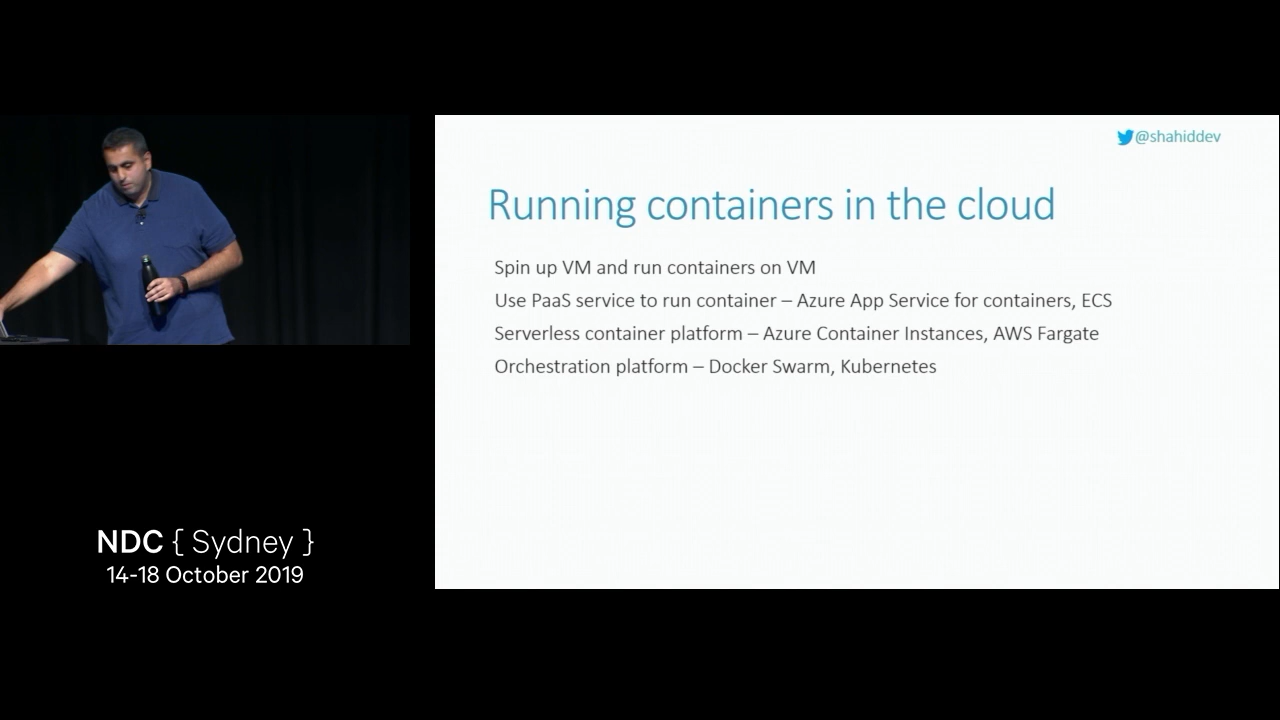 @shahiddev
Running containers in the cloud
Spin up VM and run containers on VM
Use PaaS service to run container – Azure App Service for containers, ECS
Serverless container platform – Azure Container Instances, AWS Fargate
Orchestration platform – Docker Swarm, Kubernetes
NDC { Sydney }
14-18 October 2019